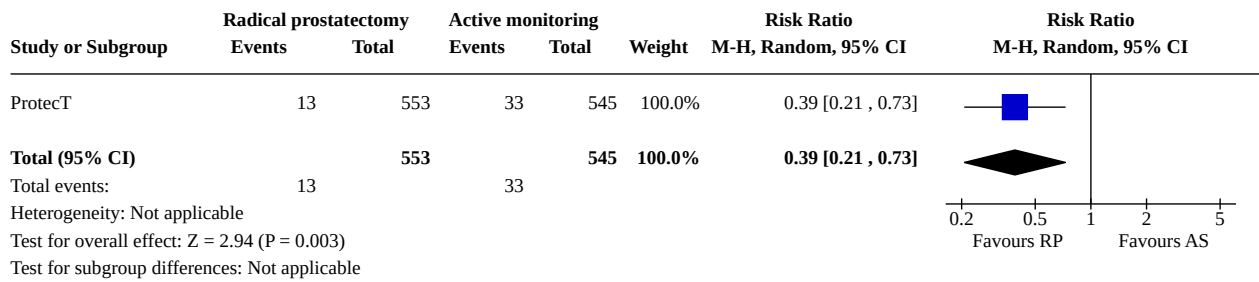 Radical prostatectomy Active monitoring Risk Ratio Risk Ratio
Study or Subgroup Events Total Events Total Weight M-H, Random, 95% CI M-H, Random, 95% CI
ProtecT 13 553 33 545 100.0% 0.39 [0.21 , 0.73]
Total (95% CI) 553 545 100.0% 0.39 [0.21 , 0.73]
Total events: 13 33
Heterogeneity: Not applicable
0.2 0.5 1 2 5
Test for overall effect: Z = 2.94 (P = 0.003) Favours RP Favours AS
Test for subgroup differences: Not applicable